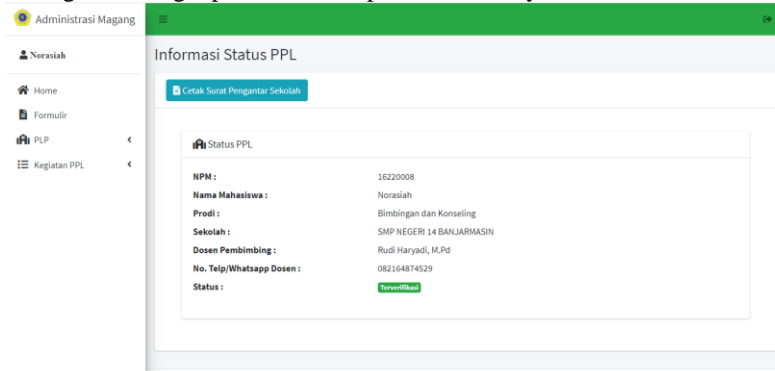 Administrasi Magang
Norasiah
Home
Formulir
PLP
Kegiatan PPL
Informasi Status PPL
Cetak Surat Pengantar Sekolah
Status PPL
NPM : 16220008
Nama Mahasiswa : Norasiah
Prodi : Bimbingan dan Konseling
Sekolah : SMP NEGERI 14 BANJARMASIN
Dosen Pembimbing : Rudi Haryadi, M.Pd
No. Telp/Whatsapp Dosen : 082164874529
Status : Terverifikasi